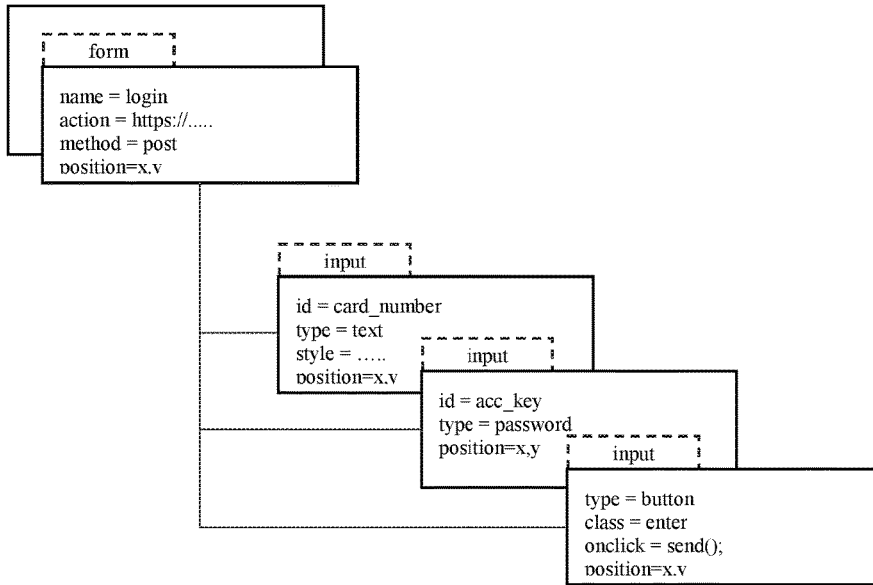 form
name = login
action = https://.....
method = post
position=x,y
input
id = card_number
type = text
style = .....
position=x,y
input
id = acc_key
type = password
position=x,y
input
type = button
class = enter
onclick = send();
position=x,y